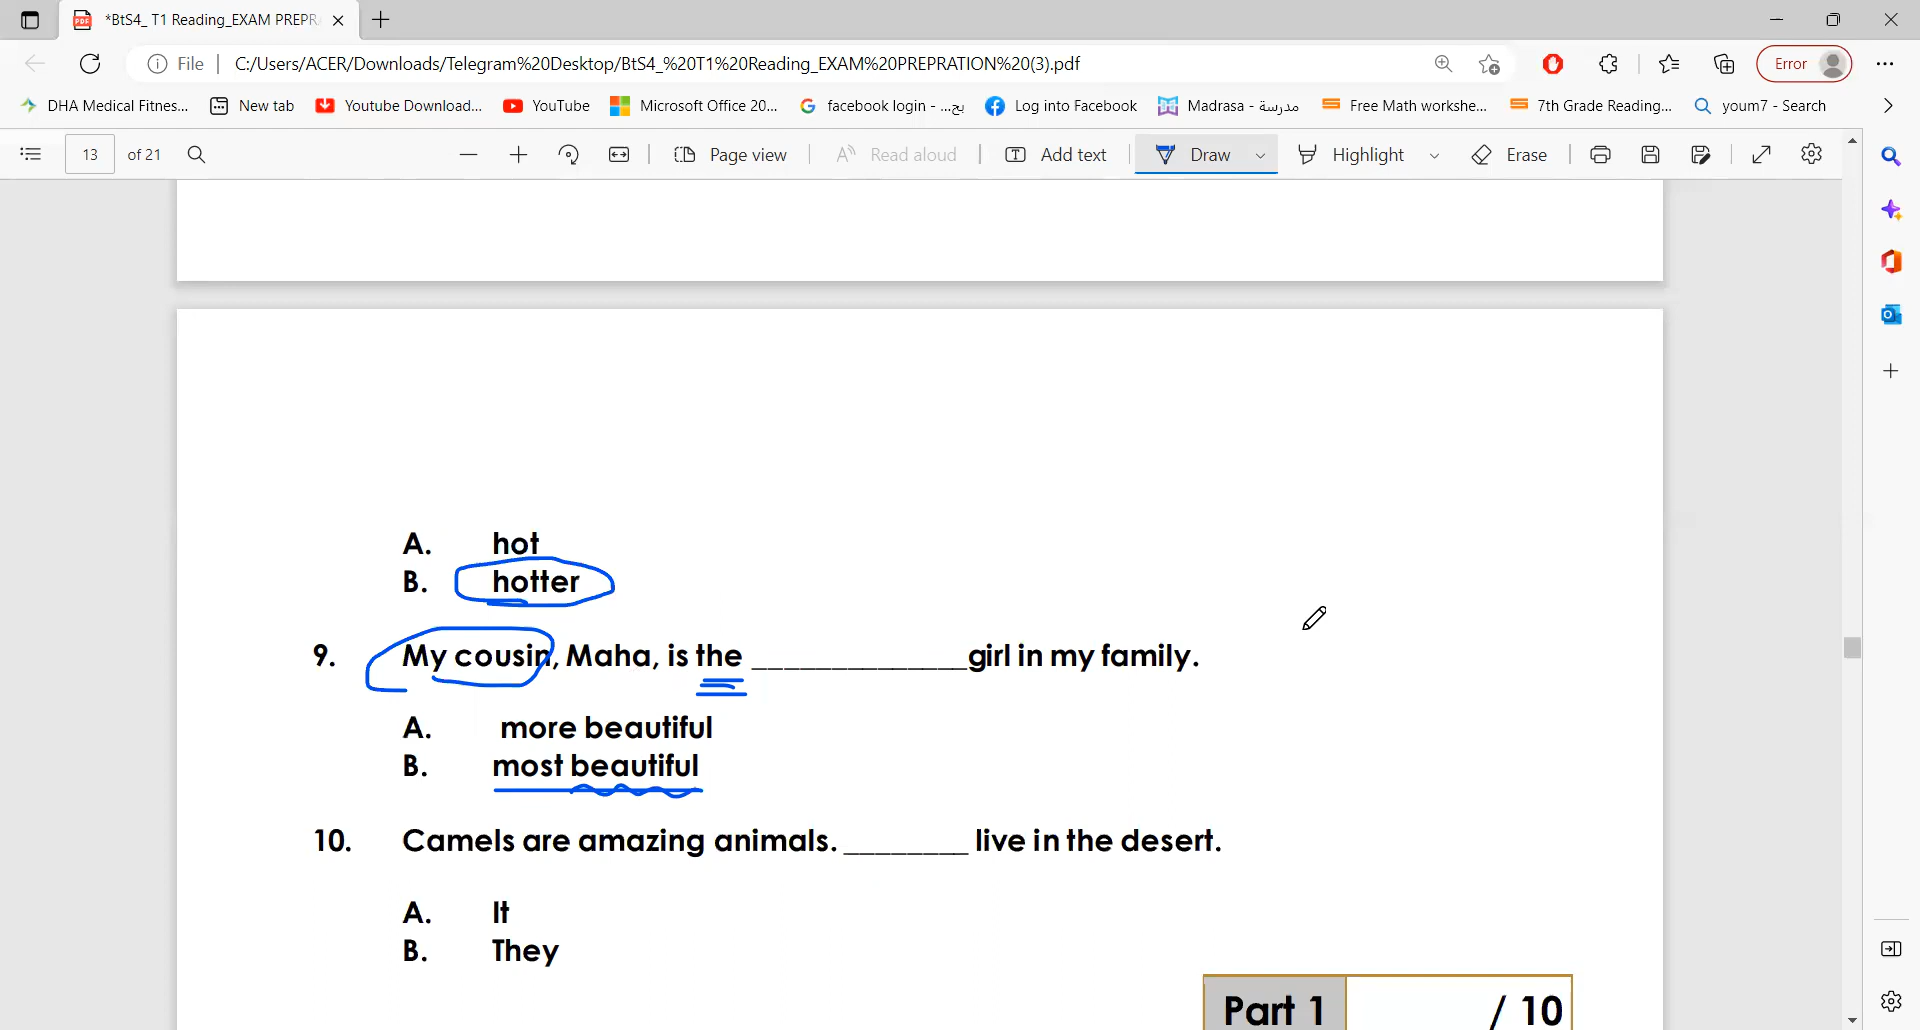 *BtS4_ T1 Reading_EXAM PREPR
File C:/Users/ACER/Downloads/Telegram%20Desktop/BtS4_%20T1%20Reading_EXAM%20PREPRATION%20(3).pdf Error
DHA Medical Fitnes... New tab Youtube Download... YouTube Microsoft Office 20... facebook login - ...بح Log into Facebook Madrasa - مدرسة Free Math workshe... 7th Grade Reading... youm7 - Search
13 of 21 Page view Read aloud Add text Draw Highlight Erase
A. hot
B. hotter
9. My cousin, Maha, is the ______________girl in my family.
A. more beautiful
B. most beautiful
10. Camels are amazing animals. ________ live in the desert.
A. It
B. They
Part 1 / 10